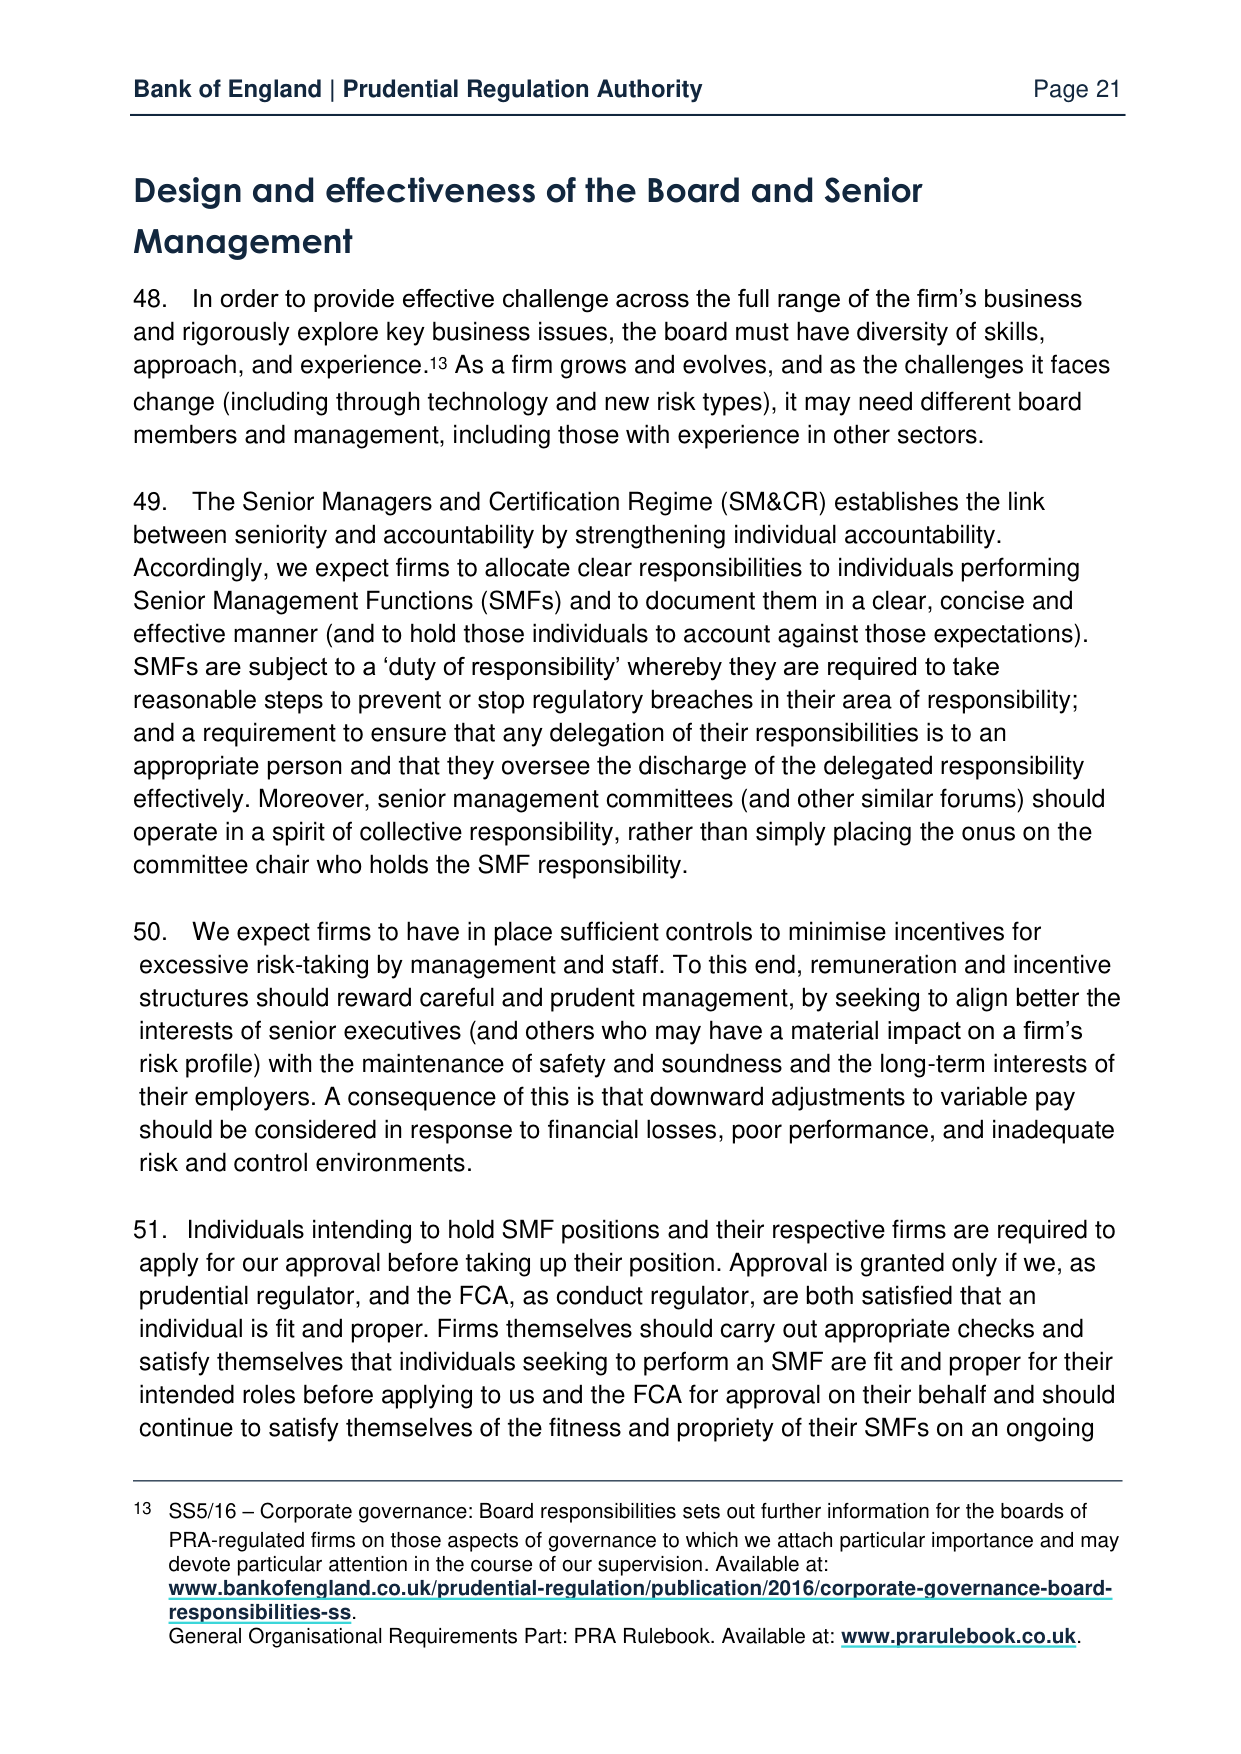 Bank of England | Prudential Regulation Authority Page 21
Design and effectiveness of the Board and Senior
Management
48. In order to provide effective challenge across the full range of the firm’s business
and rigorously explore key business issues, the board must have diversity of skills,
approach, and experience.13 As a firm grows and evolves, and as the challenges it faces
change (including through technology and new risk types), it may need different board
members and management, including those with experience in other sectors.
49. The Senior Managers and Certification Regime (SM&CR) establishes the link
between seniority and accountability by strengthening individual accountability.
Accordingly, we expect firms to allocate clear responsibilities to individuals performing
Senior Management Functions (SMFs) and to document them in a clear, concise and
effective manner (and to hold those individuals to account against those expectations).
SMFs are subject to a ‘duty of responsibility’ whereby they are required to take
reasonable steps to prevent or stop regulatory breaches in their area of responsibility;
and a requirement to ensure that any delegation of their responsibilities is to an
appropriate person and that they oversee the discharge of the delegated responsibility
effectively. Moreover, senior management committees (and other similar forums) should
operate in a spirit of collective responsibility, rather than simply placing the onus on the
committee chair who holds the SMF responsibility.
50. We expect firms to have in place sufficient controls to minimise incentives for
excessive risk-taking by management and staff. To this end, remuneration and incentive
structures should reward careful and prudent management, by seeking to align better the
interests of senior executives (and others who may have a material impact on a firm’s
risk profile) with the maintenance of safety and soundness and the long-term interests of
their employers. A consequence of this is that downward adjustments to variable pay
should be considered in response to financial losses, poor performance, and inadequate
risk and control environments.
51. Individuals intending to hold SMF positions and their respective firms are required to
apply for our approval before taking up their position. Approval is granted only if we, as
prudential regulator, and the FCA, as conduct regulator, are both satisfied that an
individual is fit and proper. Firms themselves should carry out appropriate checks and
satisfy themselves that individuals seeking to perform an SMF are fit and proper for their
intended roles before applying to us and the FCA for approval on their behalf and should
continue to satisfy themselves of the fitness and propriety of their SMFs on an ongoing
13 SS5/16 – Corporate governance: Board responsibilities sets out further information for the boards of
PRA-regulated firms on those aspects of governance to which we attach particular importance and may
devote particular attention in the course of our supervision. Available at:
www.bankofengland.co.uk/prudential-regulation/publication/2016/corporate-governance-board-
responsibilities-ss.
General Organisational Requirements Part: PRA Rulebook. Available at: www.prarulebook.co.uk.